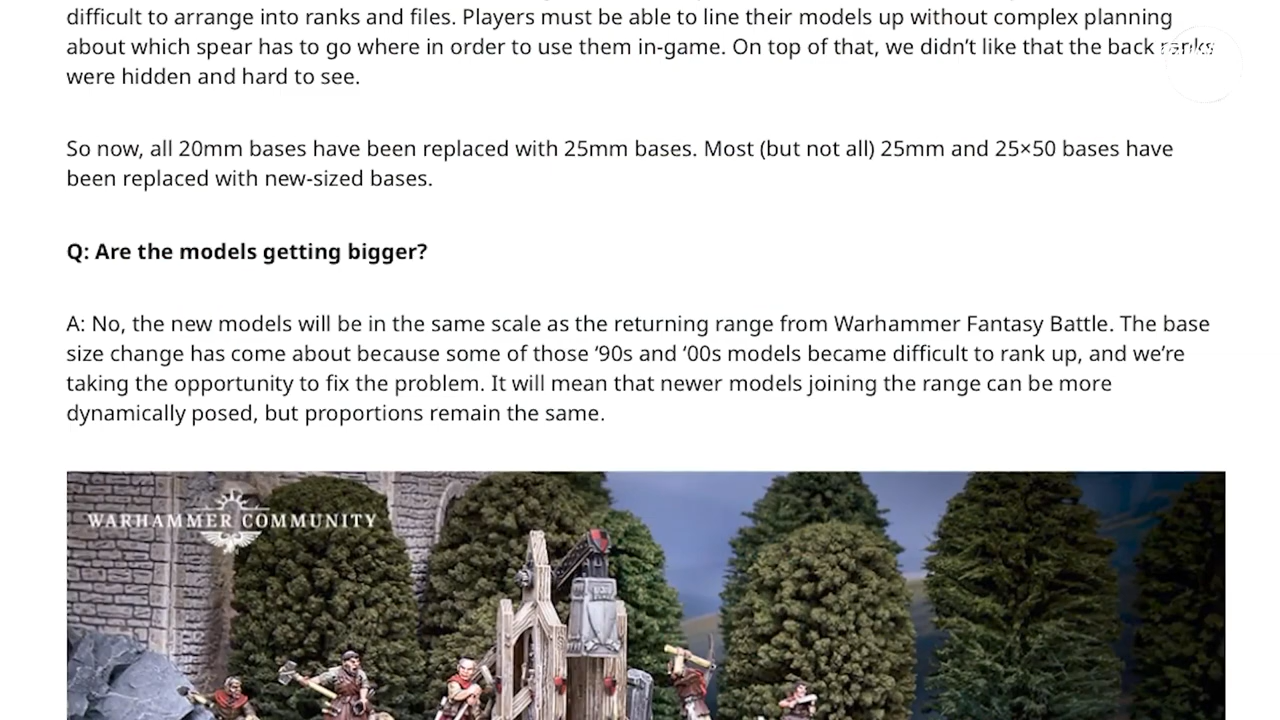 difficult to arrange into ranks and files. Players must be able to line their models up without complex planning
about which spear has to go where in order to use them in-game. On top of that, we didn’t like that the back ranks
were hidden and hard to see.
So now, all 20mm bases have been replaced with 25mm bases. Most (but not all) 25mm and 25×50 bases have
been replaced with new-sized bases.
Q: Are the models getting bigger?
A: No, the new models will be in the same scale as the returning range from Warhammer Fantasy Battle. The base
size change has come about because some of those ‘90s and ‘00s models became difficult to rank up, and we’re
taking the opportunity to fix the problem. It will mean that newer models joining the range can be more
dynamically posed, but proportions remain the same.
WARHAMMER COMMUNITY